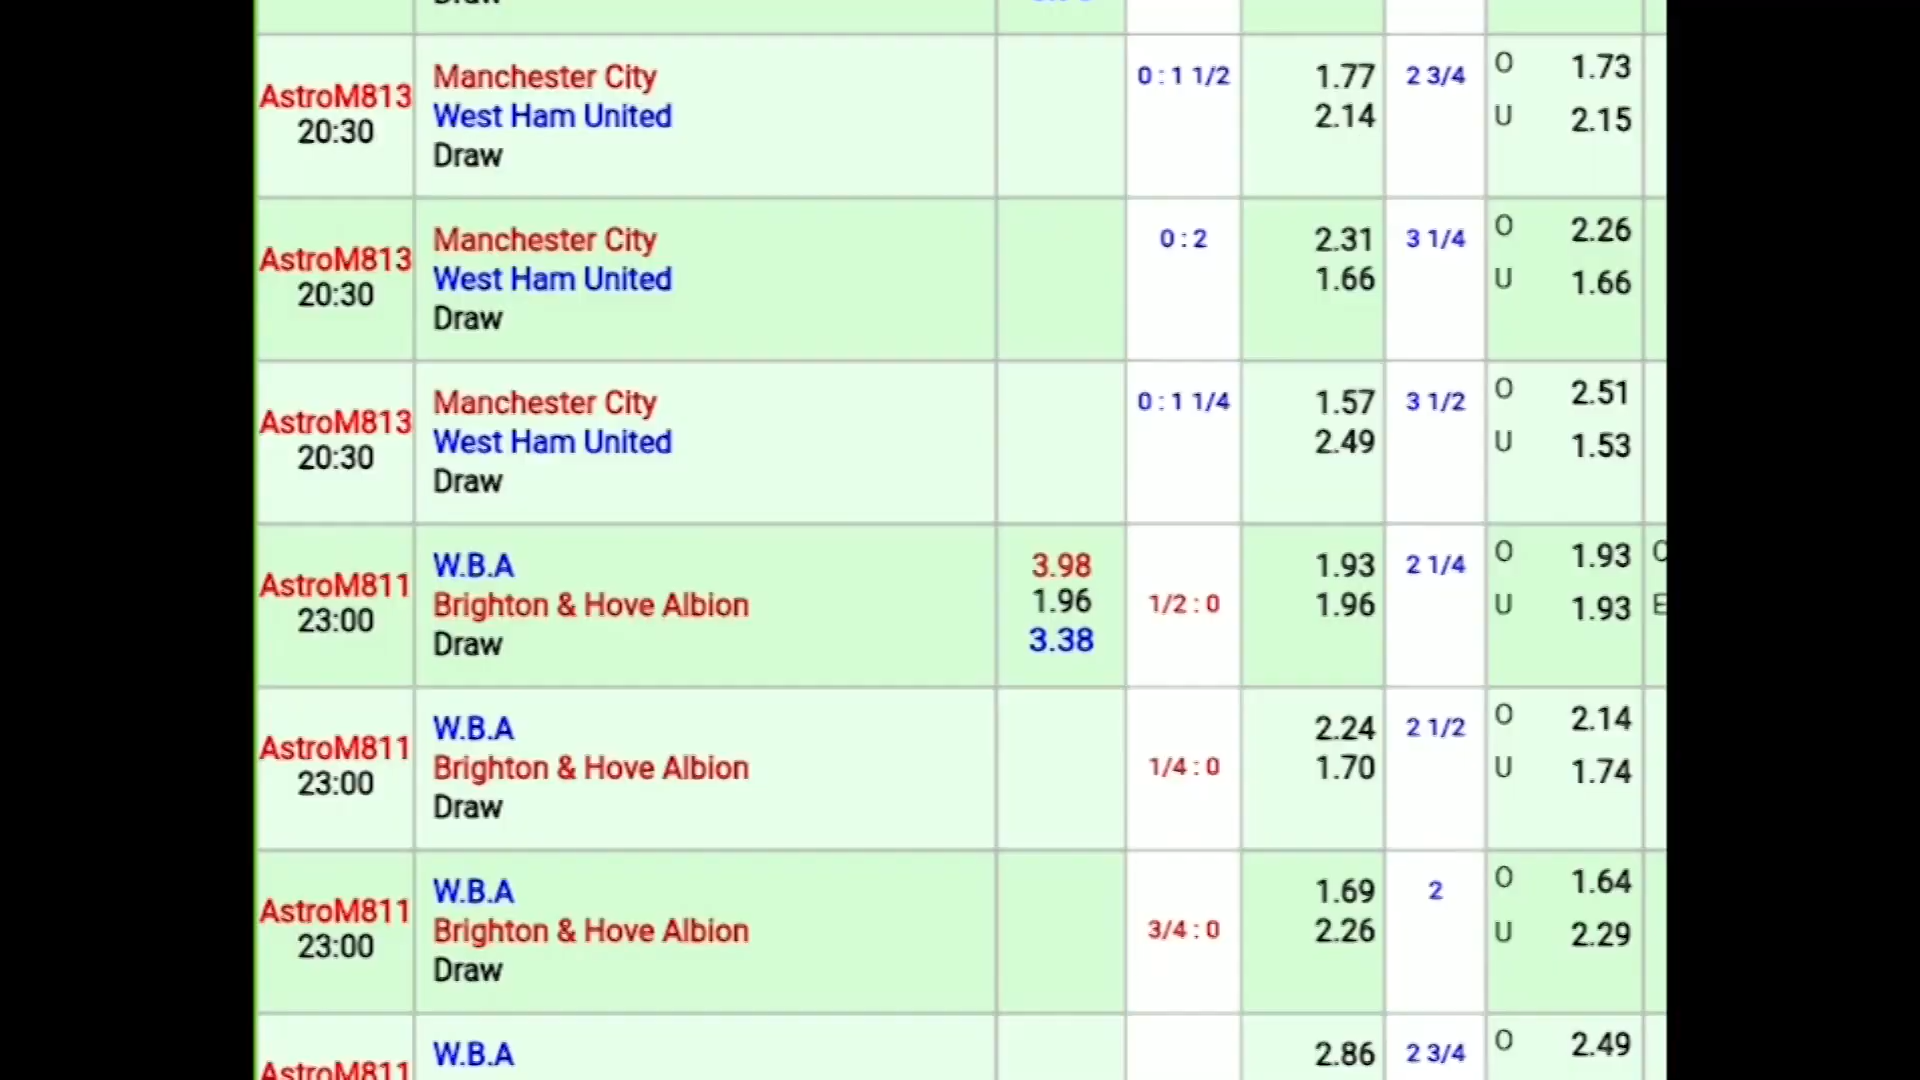 AstroM813 20:30 Manchester City 0 : 1 1/2 1.77 2 3/4 O 1.73
West Ham United 2.14 U 2.15
Draw
AstroM813 20:30 Manchester City 0 : 2 2.31 3 1/4 O 2.26
West Ham United 1.66 U 1.66
Draw
AstroM813 20:30 Manchester City 0 : 1 1/4 1.57 3 1/2 O 2.51
West Ham United 2.49 U 1.53
Draw
AstroM811 23:00 W.B.A 3.98 1.93 2 1/4 O 1.93
Brighton & Hove Albion 1.96 1/2 : 0 1.96 U 1.93 E
Draw 3.38
AstroM811 23:00 W.B.A 2.24 2 1/2 O 2.14
Brighton & Hove Albion 1/4 : 0 1.70 U 1.74
Draw
AstroM811 23:00 W.B.A 1.69 2 O 1.64
Brighton & Hove Albion 3/4 : 0 2.26 U 2.29
Draw
AstroM811 W.B.A 2.86 2 3/4 O 2.49